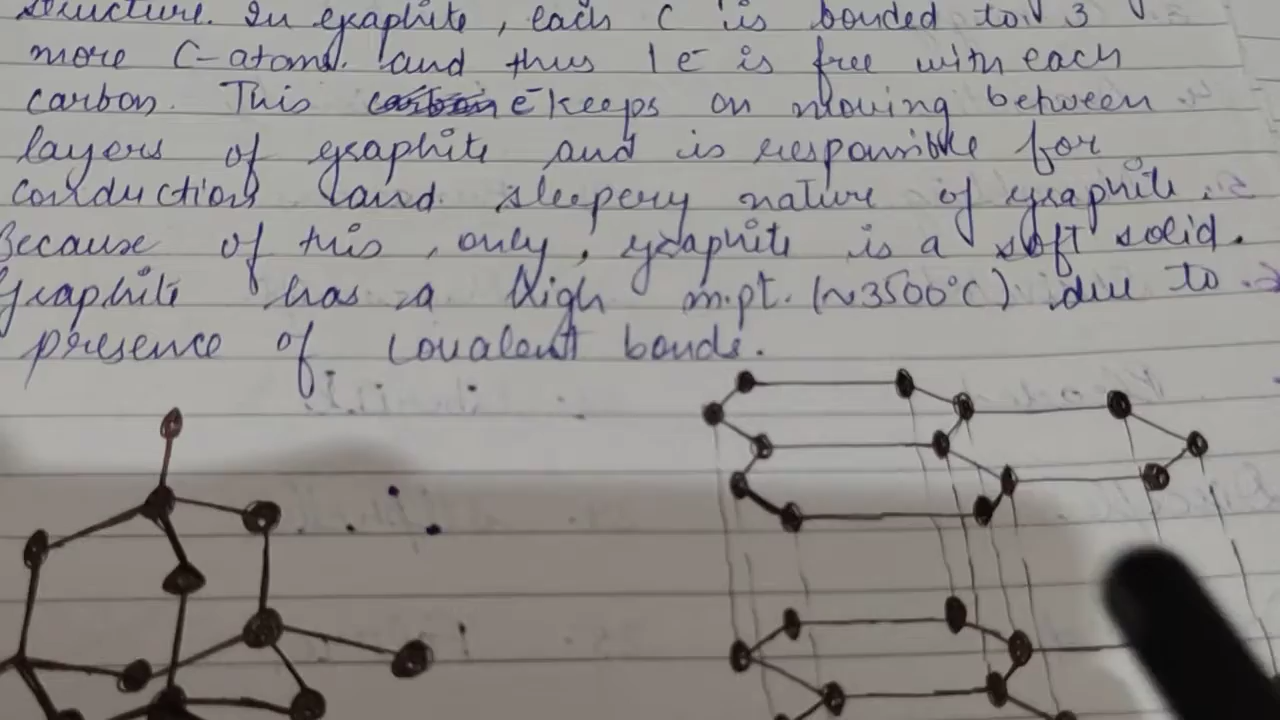 structure. In graphite, each C is bonded to 3
more C-atoms. and thus 1e⁻ is free with each
carbon. This e⁻ keeps on moving between
layers of graphite and is responsible for
conduction and sleepery nature of graphite.
Because of this, only, graphite is a soft solid.
Graphite has a high m.pt. (~3500°C) due to
presence of covalent bonds.